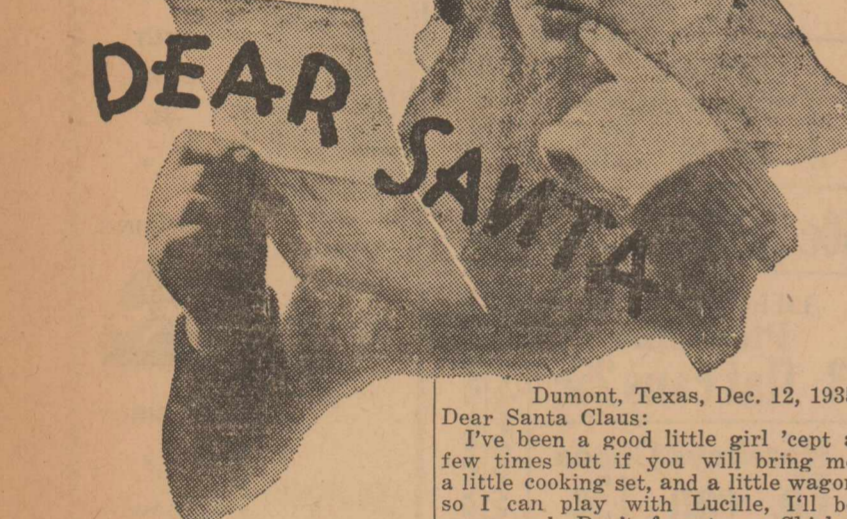 DEAR
SANTA
Dumont, Texas, Dec. 12, 193
Dear Santa Claus:
I've been a good little girl 'cept
few times but if you will bring
a little cooking set, and a little
so I can play with Lucille, I'll